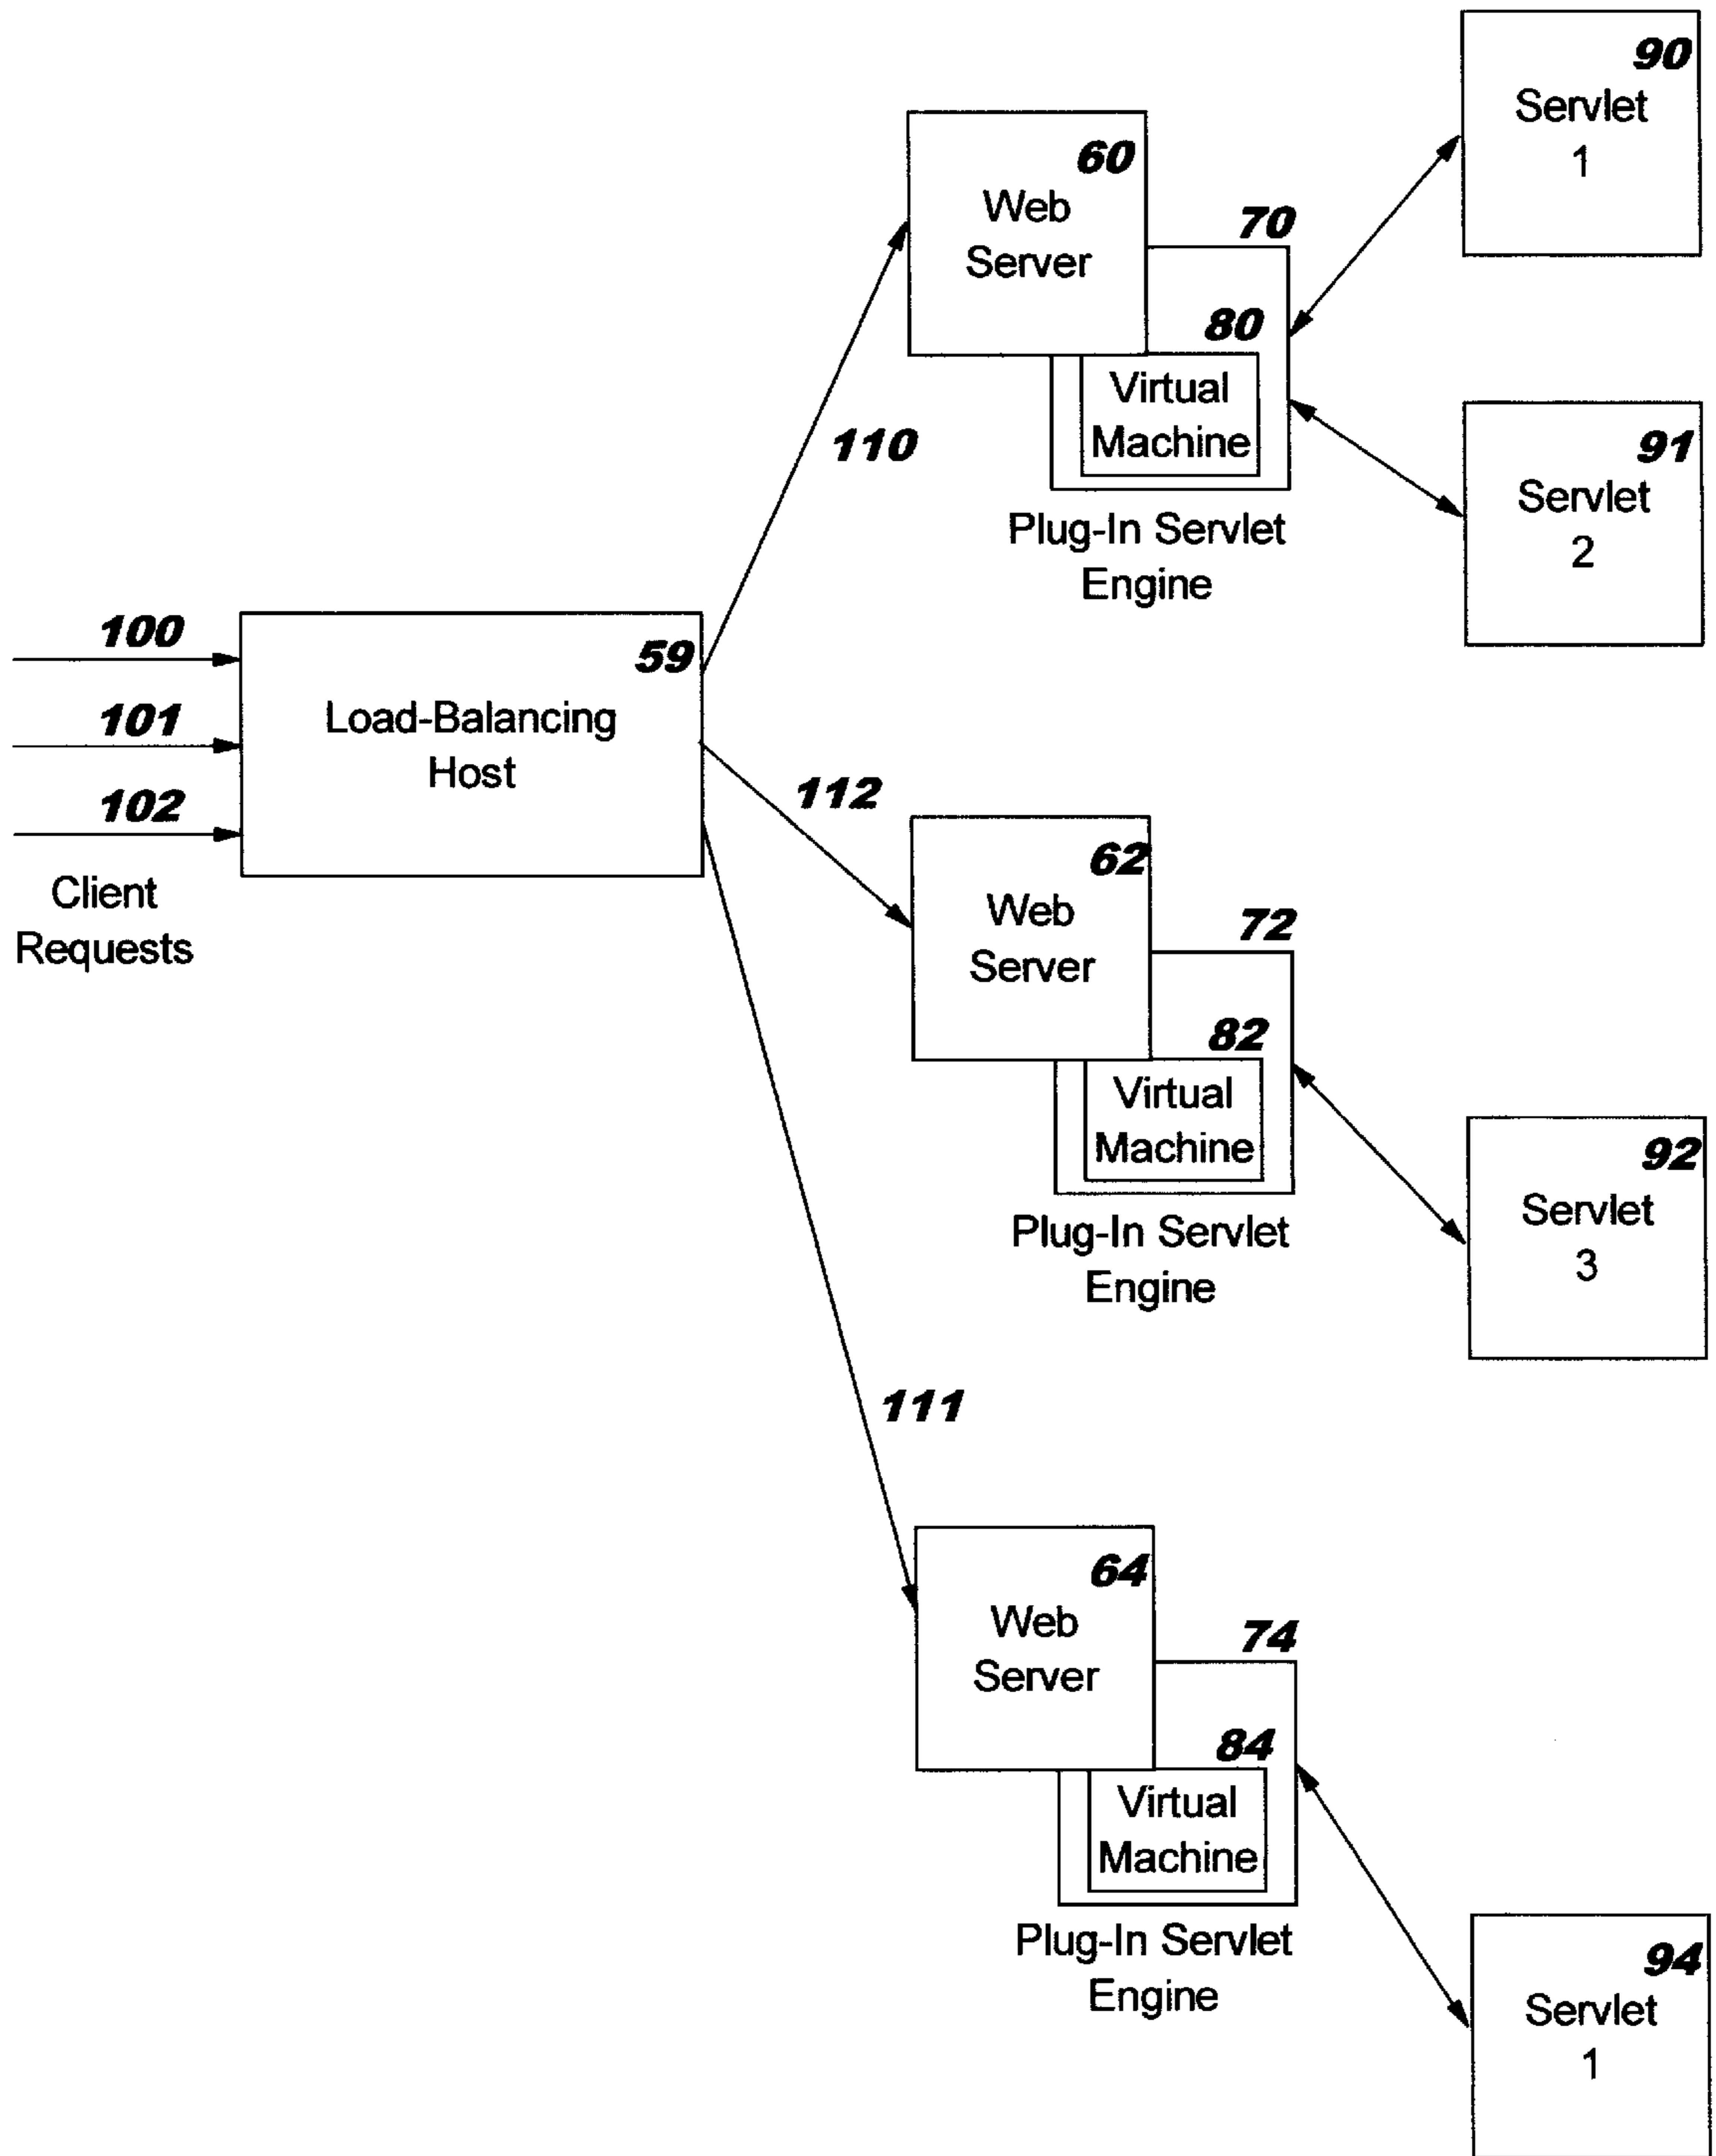 90
Servlet
1
60
Web
Server
70
80
Virtual
Machine
110
Plug-In Servlet
Engine
91
Servlet
2
100
59
101
Load-Balancing
Host
102
Client
Requests
112
62
Web
Server
72
82
Virtual
Machine
Plug-In Servlet
Engine
92
Servlet
3
111
64
Web
Server
74
84
Virtual
Machine
Plug-In Servlet
Engine
94
Servlet
1